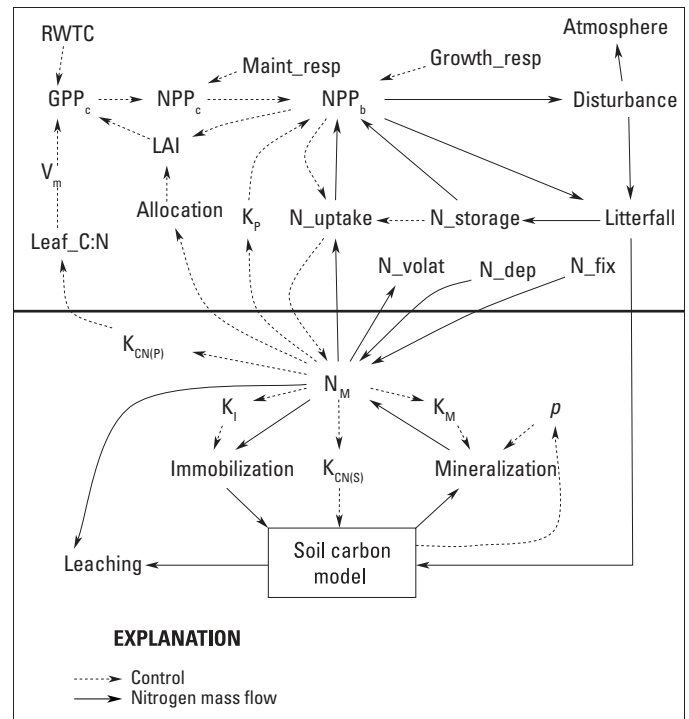 Atmosphere
RWTC
Maint_resp
Growth_resp
GPPc
NPPc
NPPb
Disturbance
LAI
Vm
Allocation
KP
N_uptake
N_storage
Litterfall
Leaf_C:N
N_volat
N_dep
N_fix
KCN(P)
NM
KI
KM
p
Immobilization
KCN(S)
Mineralization
Soil carbon
model
Leaching
EXPLANATION
Control
Nitrogen mass flow